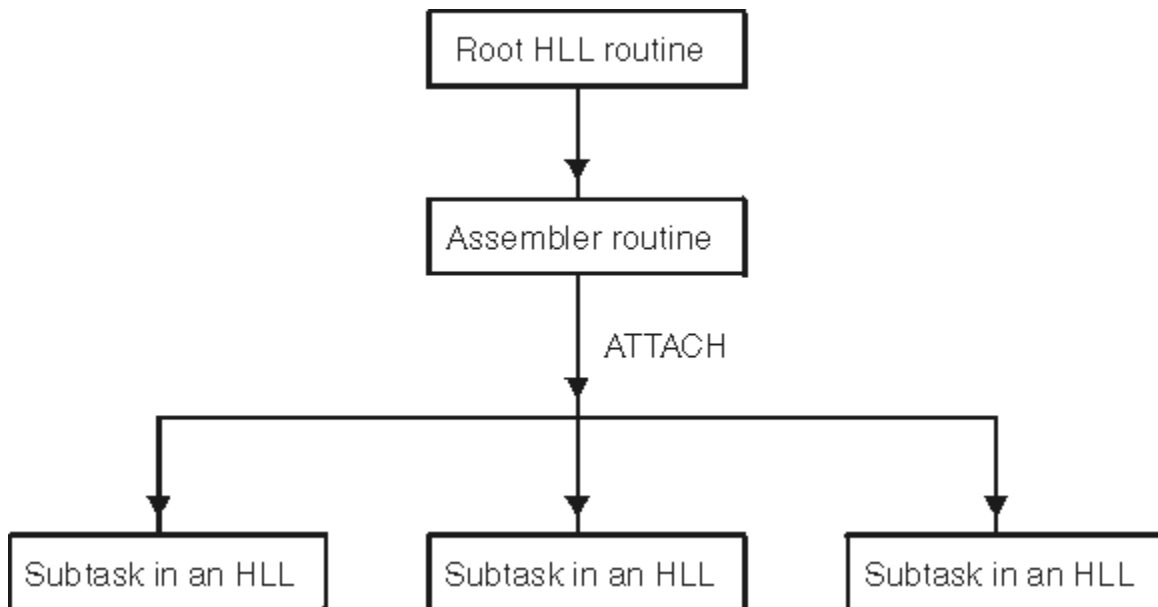 Root HLL routine
Assembler routine
ATTACH
Subtask in an HLL
Subtask in an HLL
Subtask in an HLL